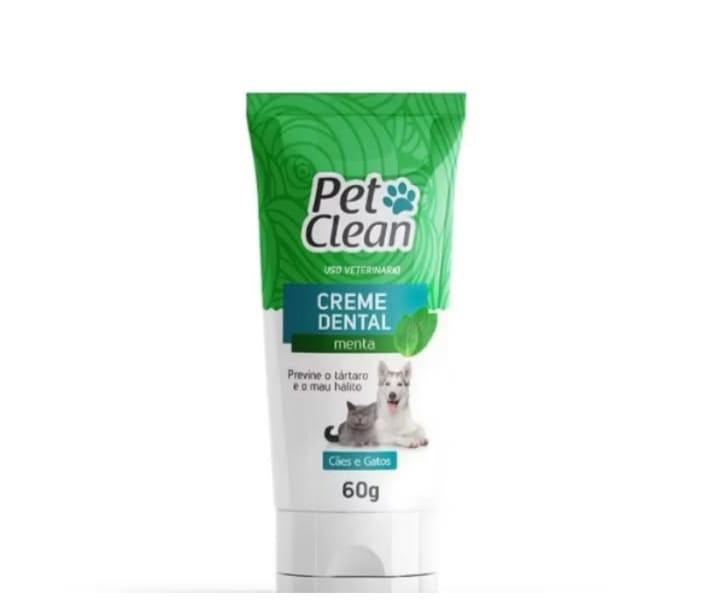 Pet
Clean
USO VETERINÁRIO
CREME
DENTAL
menta
Previne o tártaro
e o mau hálito
Cães e Gatos
60g